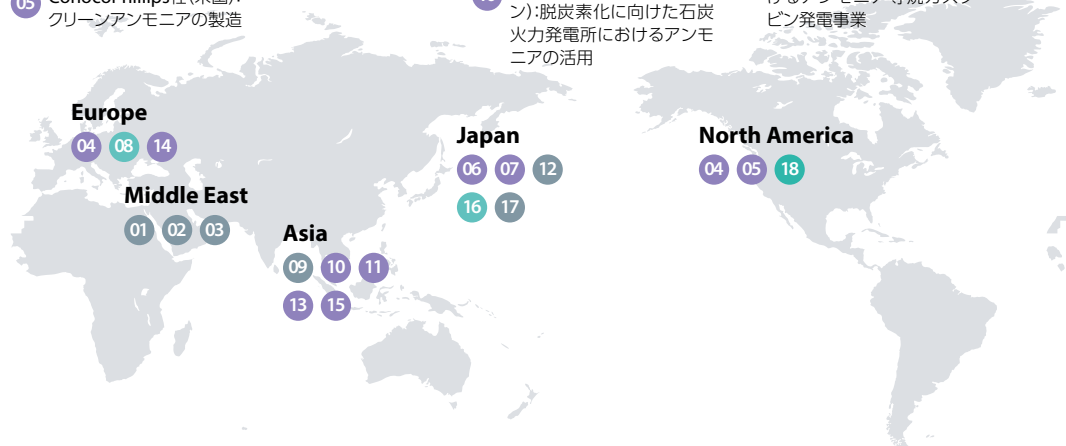 05
クリーンアンモニアの製造
ン):脱炭素化に向けた石炭
火力発電所におけるアンモ
ニアの活用
ビン発電事業
Europe
04 08 14
Middle East
01 02 03
Asia
09 10 11
13 15
Japan
06 07 12
16 17
North America
04 05 18